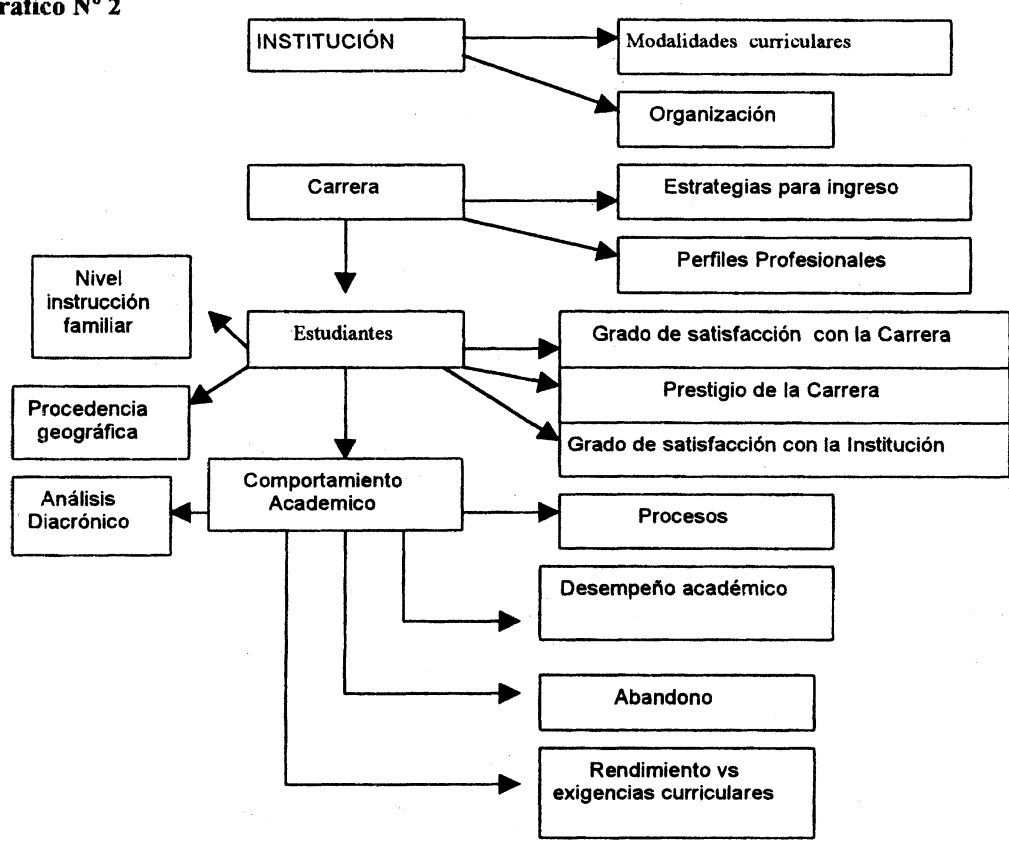 ráfico Nº 2
INSTITUCIÓN
Modalidades curriculares
Organización
Carrera
Estrategias para ingreso
Perfiles Profesionales
Nivel
instrucción
familiar
Estudiantes
Grado de satisfacción con la Carrera
Prestigio de la Carrera
Grado de satisfacción con la Institución
Procedencia
geográfica
Comportamiento
Academico
Análisis
Diacrónico
Procesos
Desempeño académico
Abandono
Rendimiento vs
exigencias curriculares